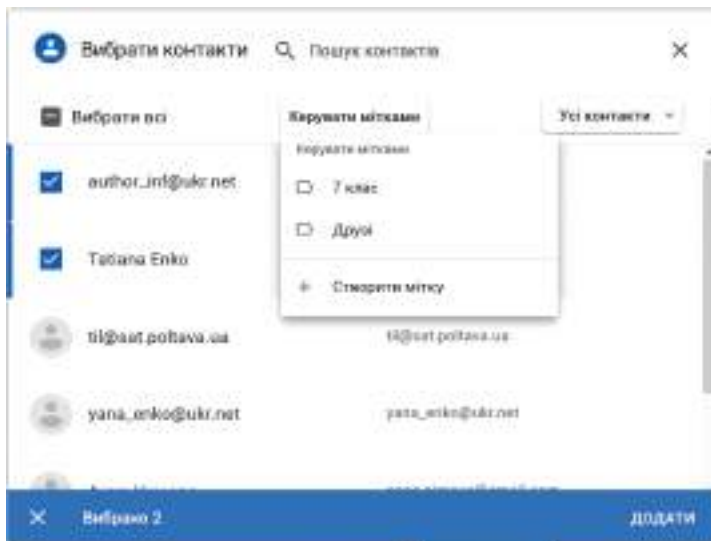 Вибрати контакти Пошук контактів
Вибрати всі Керувати мітками Усі контакти
Керувати мітками
author_inf@ukr.net
7 клас
Друзі
Tetiana Enko
Створити мітку
til@sat.poltava.ua til@sat.poltava.ua
yana_enko@ukr.net yana_enko@ukr.net
Вибрано 2 ДОДАТИ